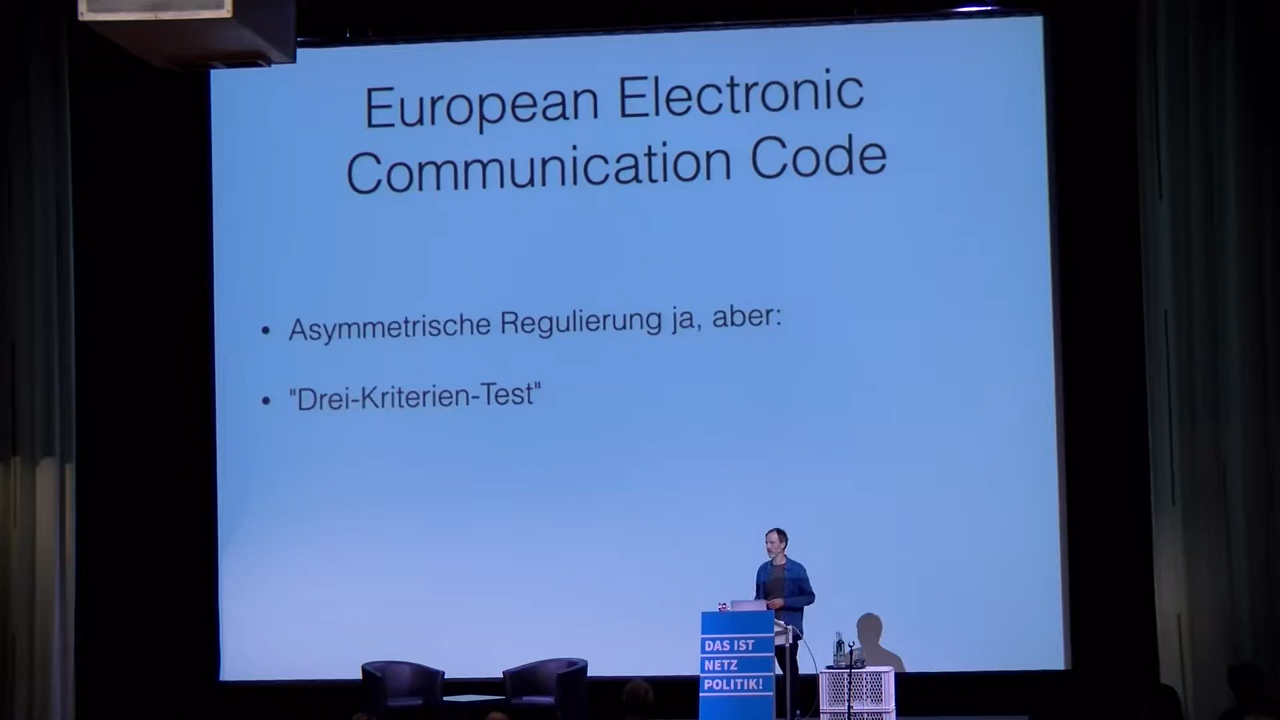 European Electronic
Communication Code
• Asymmetrische Regulierung ja, aber:
• "Drei-Kriterien-Test"
DAS IST
NETZ
POLITIK!